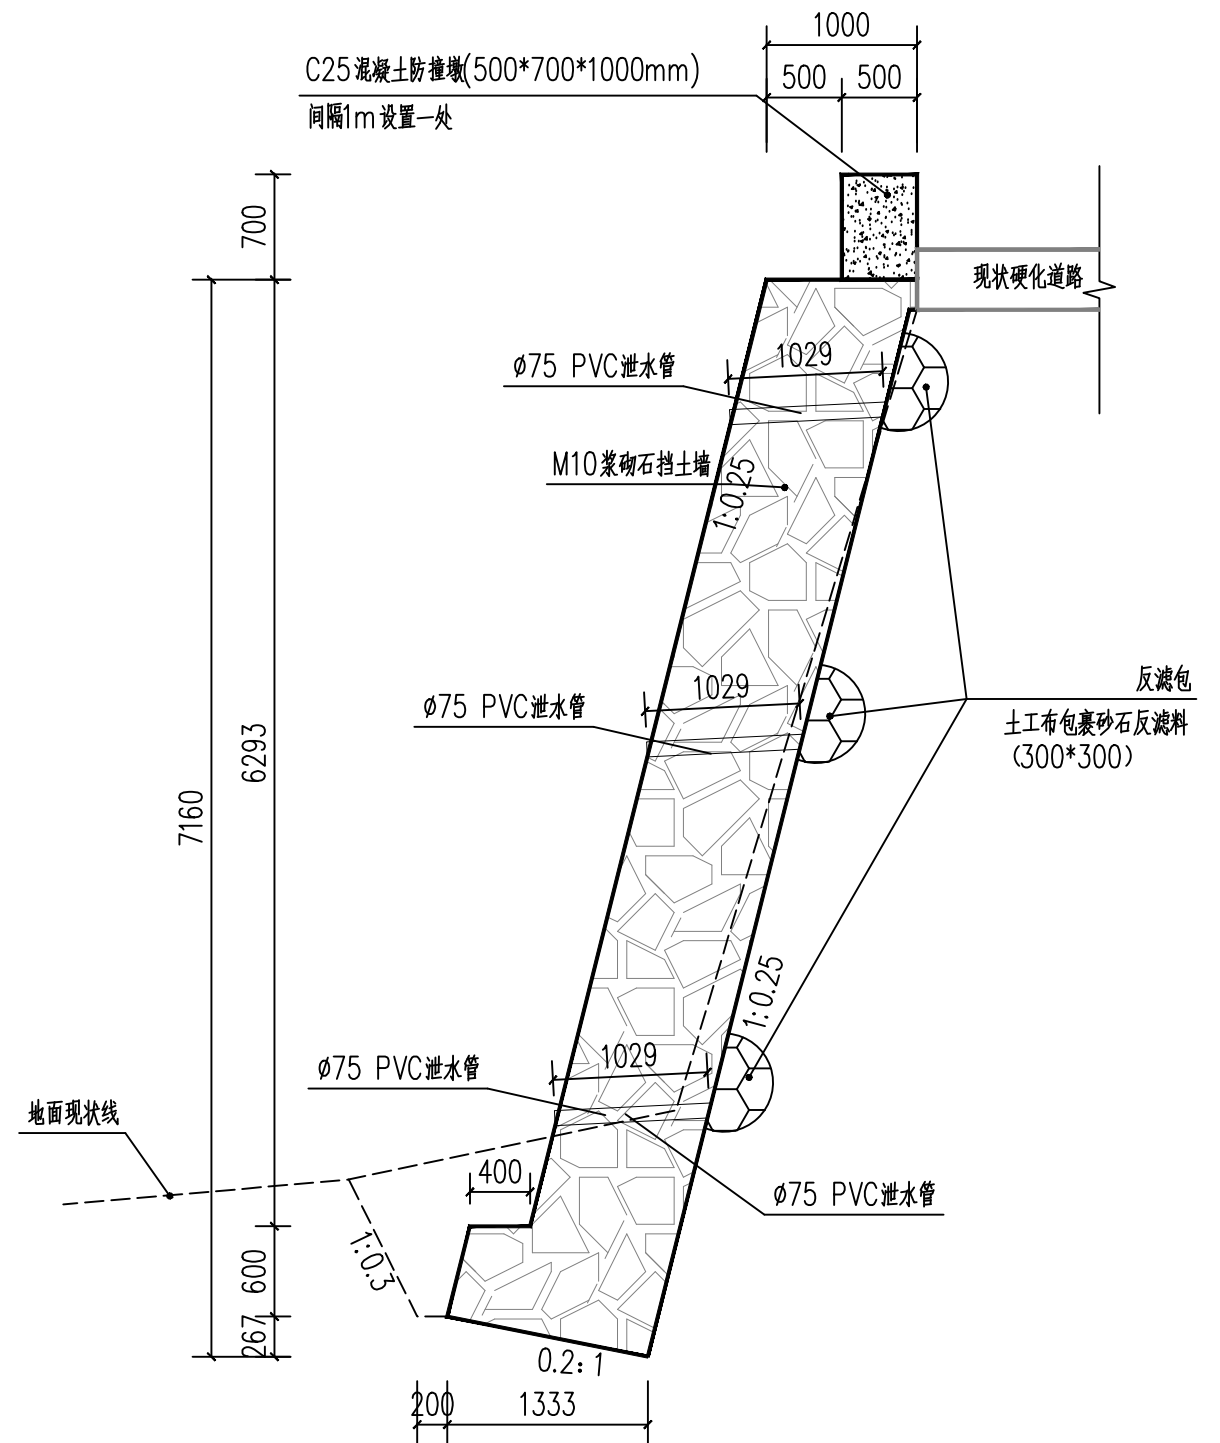 1000
C25混凝土防撞墩(500*700*1000mm)
500
500
间隔1m设置一处
700
现状硬化道路
1029
ø75 PVC泄水管
M10浆砌石挡土墙
1:0.25
反滤包
1029
ø75 PVC泄水管
土工布包裹砂石反滤料
(300*300)
6293
7160
1:0.25
1029
ø75 PVC泄水管
地面现状线
400
ø75 PVC泄水管
1:0.3
600
267
0.2:1
200
1333